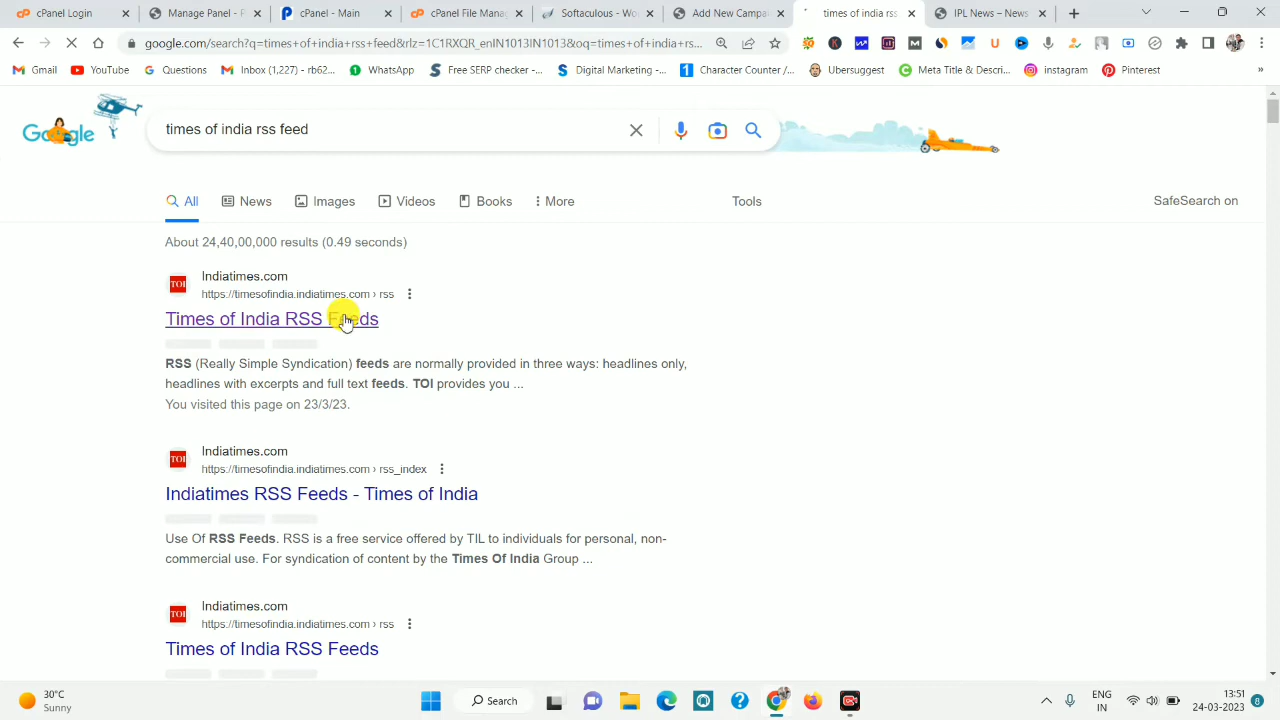 cPanel Login
Manage Panel - R
cPanel - Main
cPanel File Manag
Softaculous - Wo
Add New Campa
times of india rss
IPL News – News
google.com/search?q=times+of+india+rss+feed&rlz=1C1RXQR_enIN1013IN1013&oq=times+of+india+rs...
Gmail
YouTube
Question
Inbox (1,227) - rb62...
WhatsApp
Free SERP checker -...
Digital Marketing -...
Character Counter /...
Ubersuggest
Meta Title & Descri...
instagram
Pinterest
»
Google
times of india rss feed
All
News
Images
Videos
Books
More
Tools
SafeSearch on
About 24,40,00,000 results (0.49 seconds)
TOI
Indiatimes.com
https://timesofindia.indiatimes.com › rss
Times of India RSS Feeds
RSS (Really Simple Syndication) feeds are normally provided in three ways: headlines only,
headlines with excerpts and full text feeds. TOI provides you ...
You visited this page on 23/3/23.
TOI
Indiatimes.com
https://timesofindia.indiatimes.com › rss_index
Indiatimes RSS Feeds - Times of India
Use Of RSS Feeds. RSS is a free service offered by TIL to individuals for personal, non-
commercial use. For syndication of content by the Times Of India Group ...
TOI
Indiatimes.com
https://timesofindia.indiatimes.com › rss
Times of India RSS Feeds
30°C
Sunny
Search
ENG
IN
13:51
24-03-2023
8